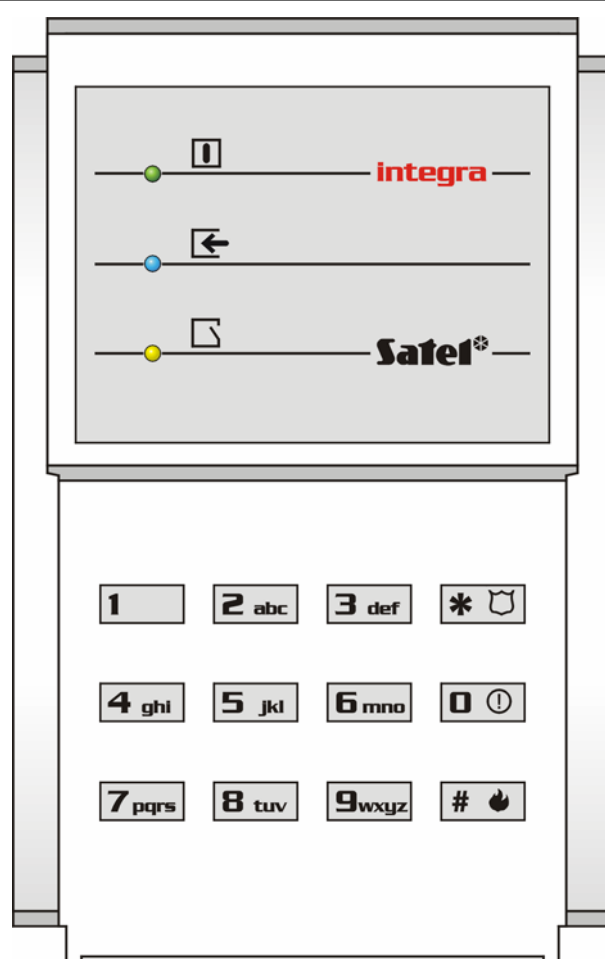 integra
Satel®
1
2 abc
3 def
*
4 ghi
5 jkl
6 mno
0
7 pqrs
8 tuv
9 wxyz
#